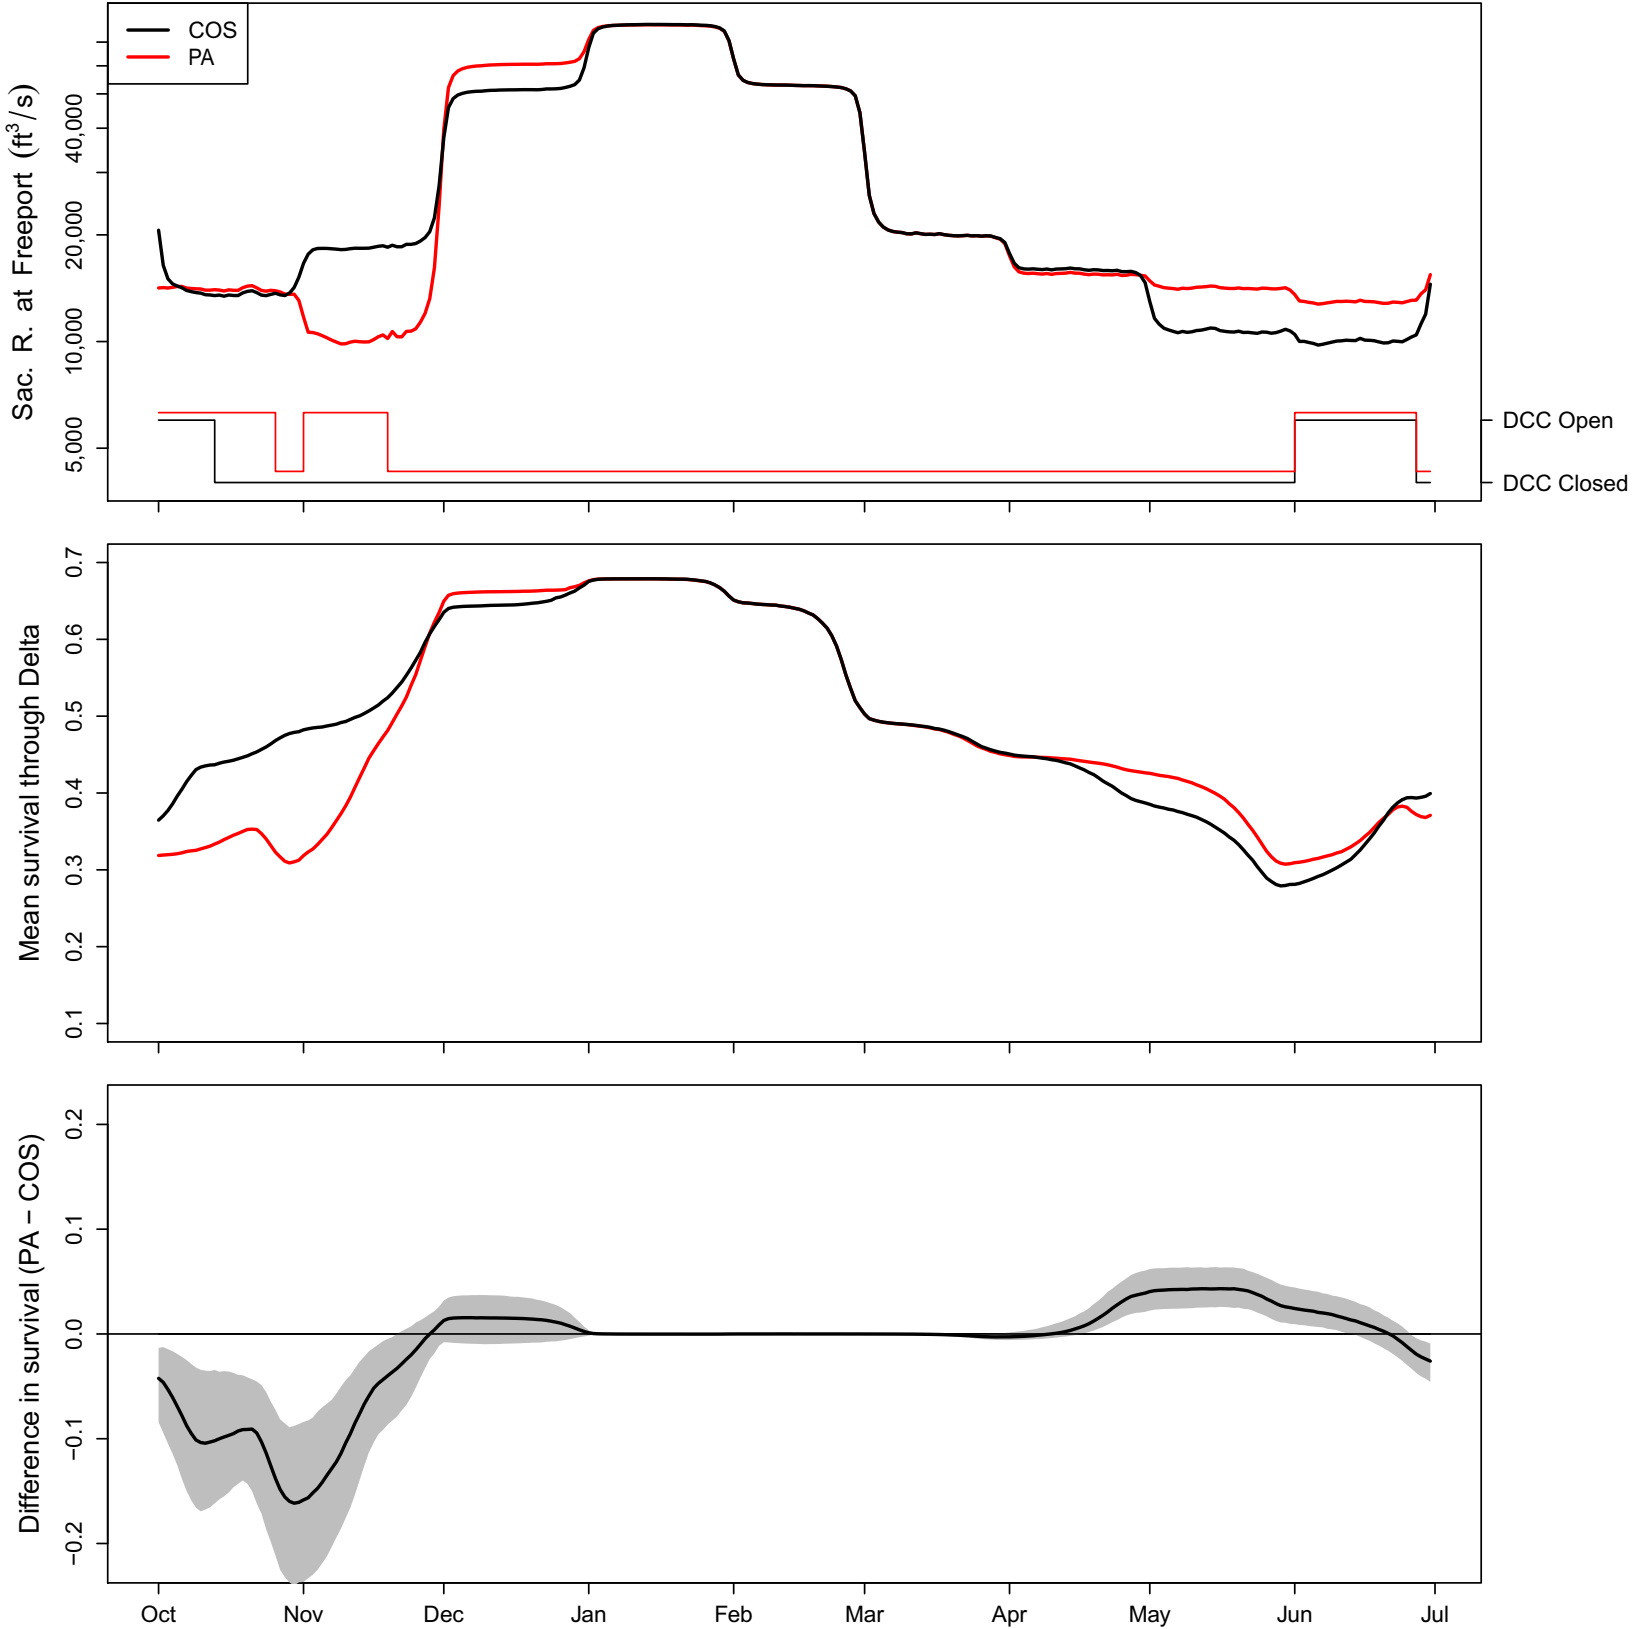 COS
PA
Sac. R. at Freeport (ft³/s)
40,000
20,000
10,000
5,000
DCC Open
DCC Closed
Mean survival through Delta
0.7
0.6
0.5
0.4
0.3
0.2
0.1
Difference in survival (PA − COS)
0.2
0.1
0.0
−0.1
−0.2
Oct Nov Dec Jan Feb Mar Apr May Jun Jul